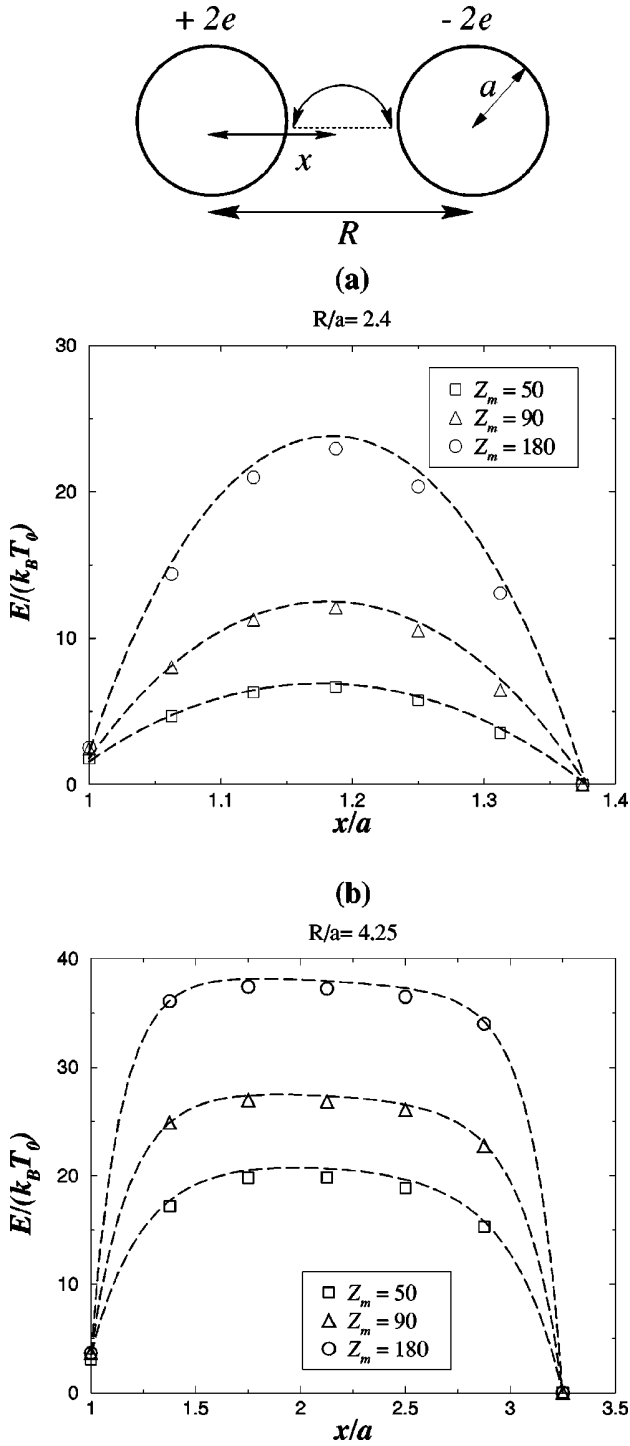 + 2e - 2e
a
x
R
(a)
R/a= 2.4
30
20
10
0
Z_m = 50
Z_m = 90
Z_m = 180
E/(k_B T_0)
1 1.1 1.2 1.3 1.4
x/a
(b)
R/a= 4.25
40
30
20
10
0
Z_m = 50
Z_m = 90
Z_m = 180
E/(k_B T_0)
1 1.5 2 2.5 3 3.5
x/a